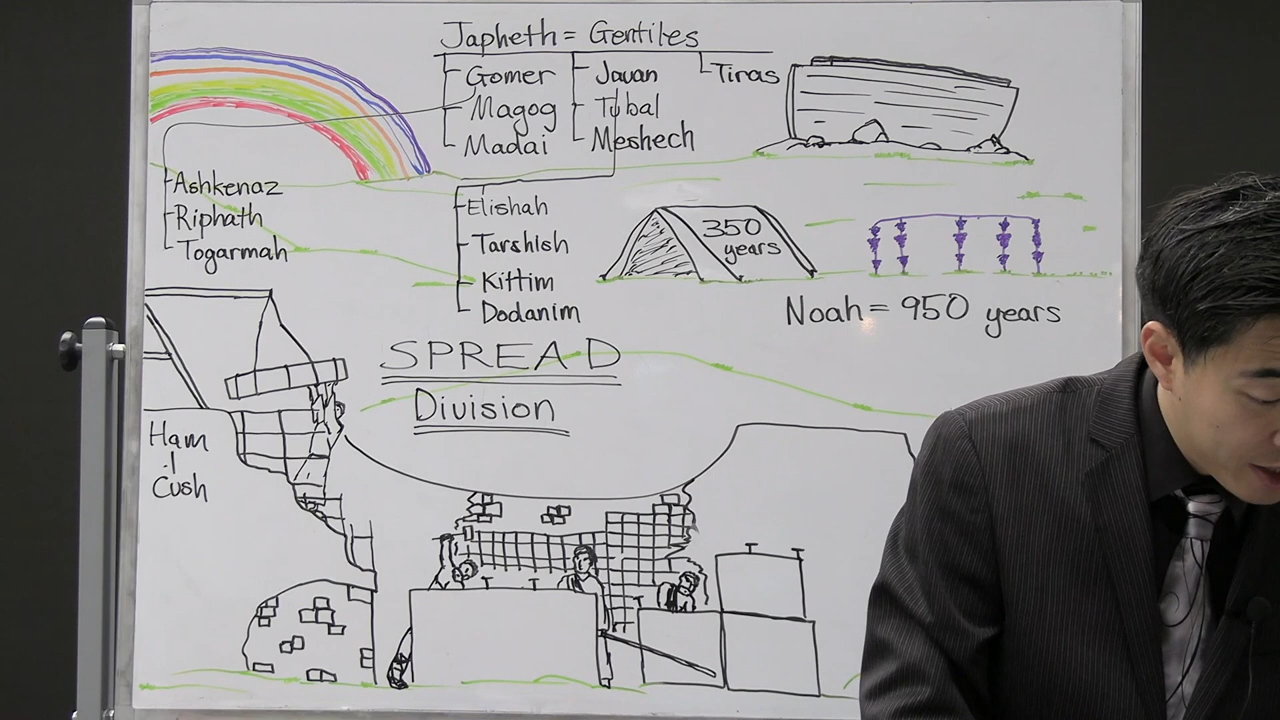 Japheth = Gentiles
Gomer
Magog
Madai
Javan
Tubal
Meshech
Tiras
Ashkenaz
Riphath
Togarmah
Elishah
Tarshish
Kittim
Dodanim
350
years
Noah = 950 years
SPREAD
Division
Ham
Cush